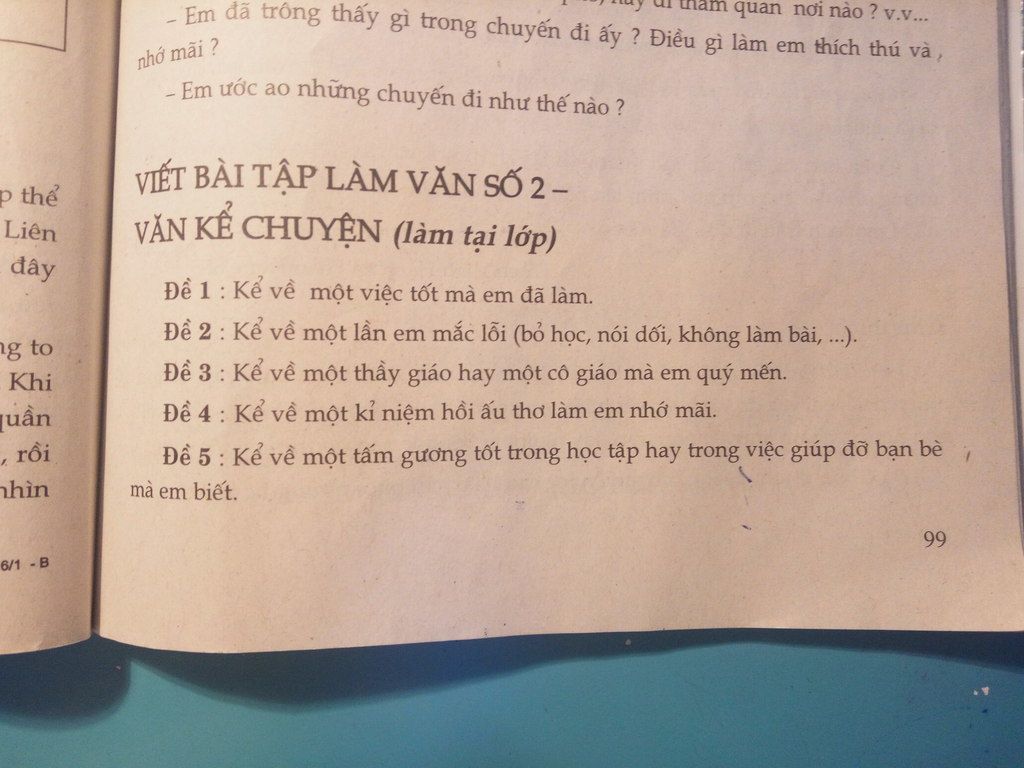 p thể
Liên
đây
ng to
Khi
quần
, rồi
nhìn
6/1 - B
thăm quan nơi nào ? v.v...
– Em đã trông thấy gì trong chuyến đi ấy ? Điều gì làm em thích thú và
nhớ mãi ?
– Em ước ao những chuyến đi như thế nào ?
VIẾT BÀI TẬP LÀM VĂN SỐ 2 –
VĂN KỂ CHUYỆN (làm tại lớp)
Đề 1 : Kể về một việc tốt mà em đã làm.
Đề 2 : Kể về một lần em mắc lỗi (bỏ học, nói dối, không làm bài, ...).
Đề 3 : Kể về một thầy giáo hay một cô giáo mà em quý mến.
Đề 4 : Kể về một kỉ niệm hồi ấu thơ làm em nhớ mãi.
Đề 5 : Kể về một tấm gương tốt trong học tập hay trong việc giúp đỡ bạn bè
mà em biết.
99